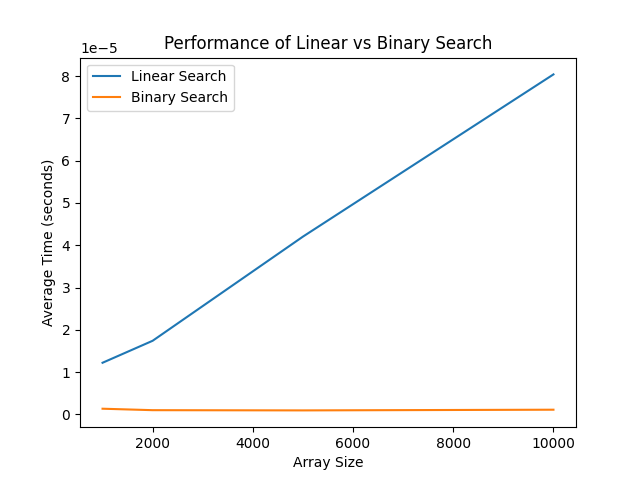 Performance of Linear vs Binary Search
1e−5
Linear Search
Binary Search
8
7
6
5
4
3
2
1
0
Average Time (seconds)
2000 4000 6000 8000 10000
Array Size